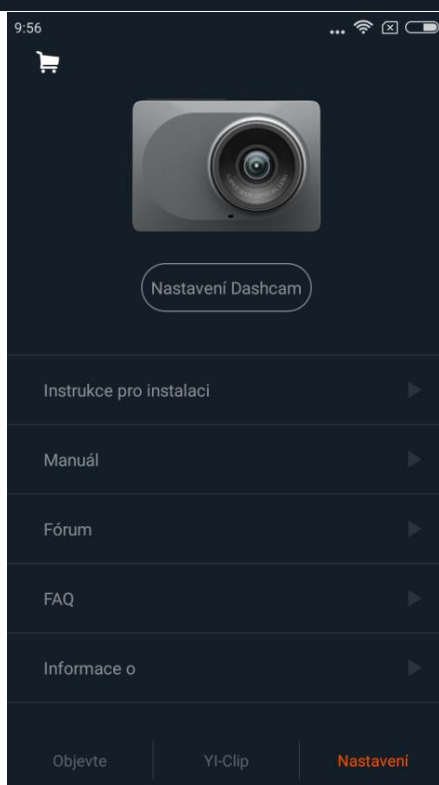 9:56
Nastavení Dashcam
Instrukce pro instalaci
Manuál
Fórum
FAQ
Informace o
Objevte
YI-Clip
Nastavení